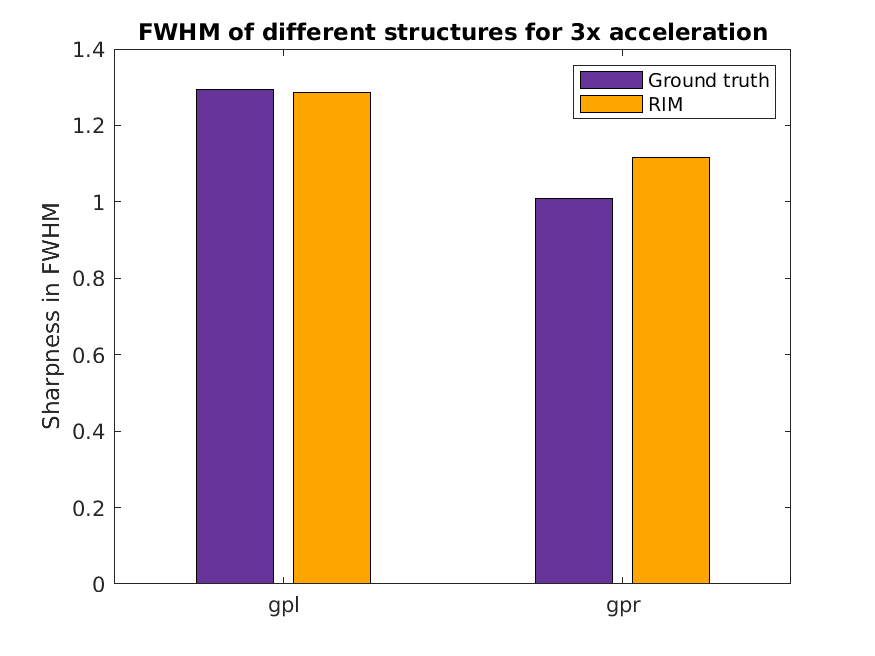 FWHM of different structures for 3x acceleration
1.4
1.2
1
0.8
0.6
0.4
0.2
0
Sharpness in FWHM
Ground truth
RIM
gpl
gpr